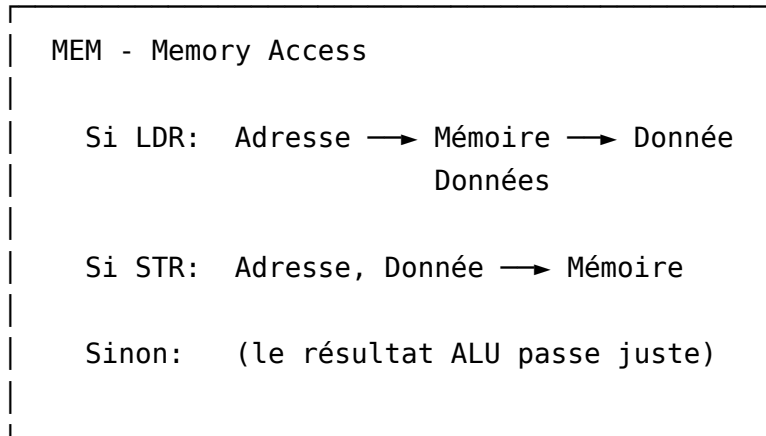 MEM - Memory Access
Si LDR: Adresse ──► Mémoire ──► Donnée
Données
Si STR: Adresse, Donnée ──► Mémoire
Sinon: (le résultat ALU passe juste)